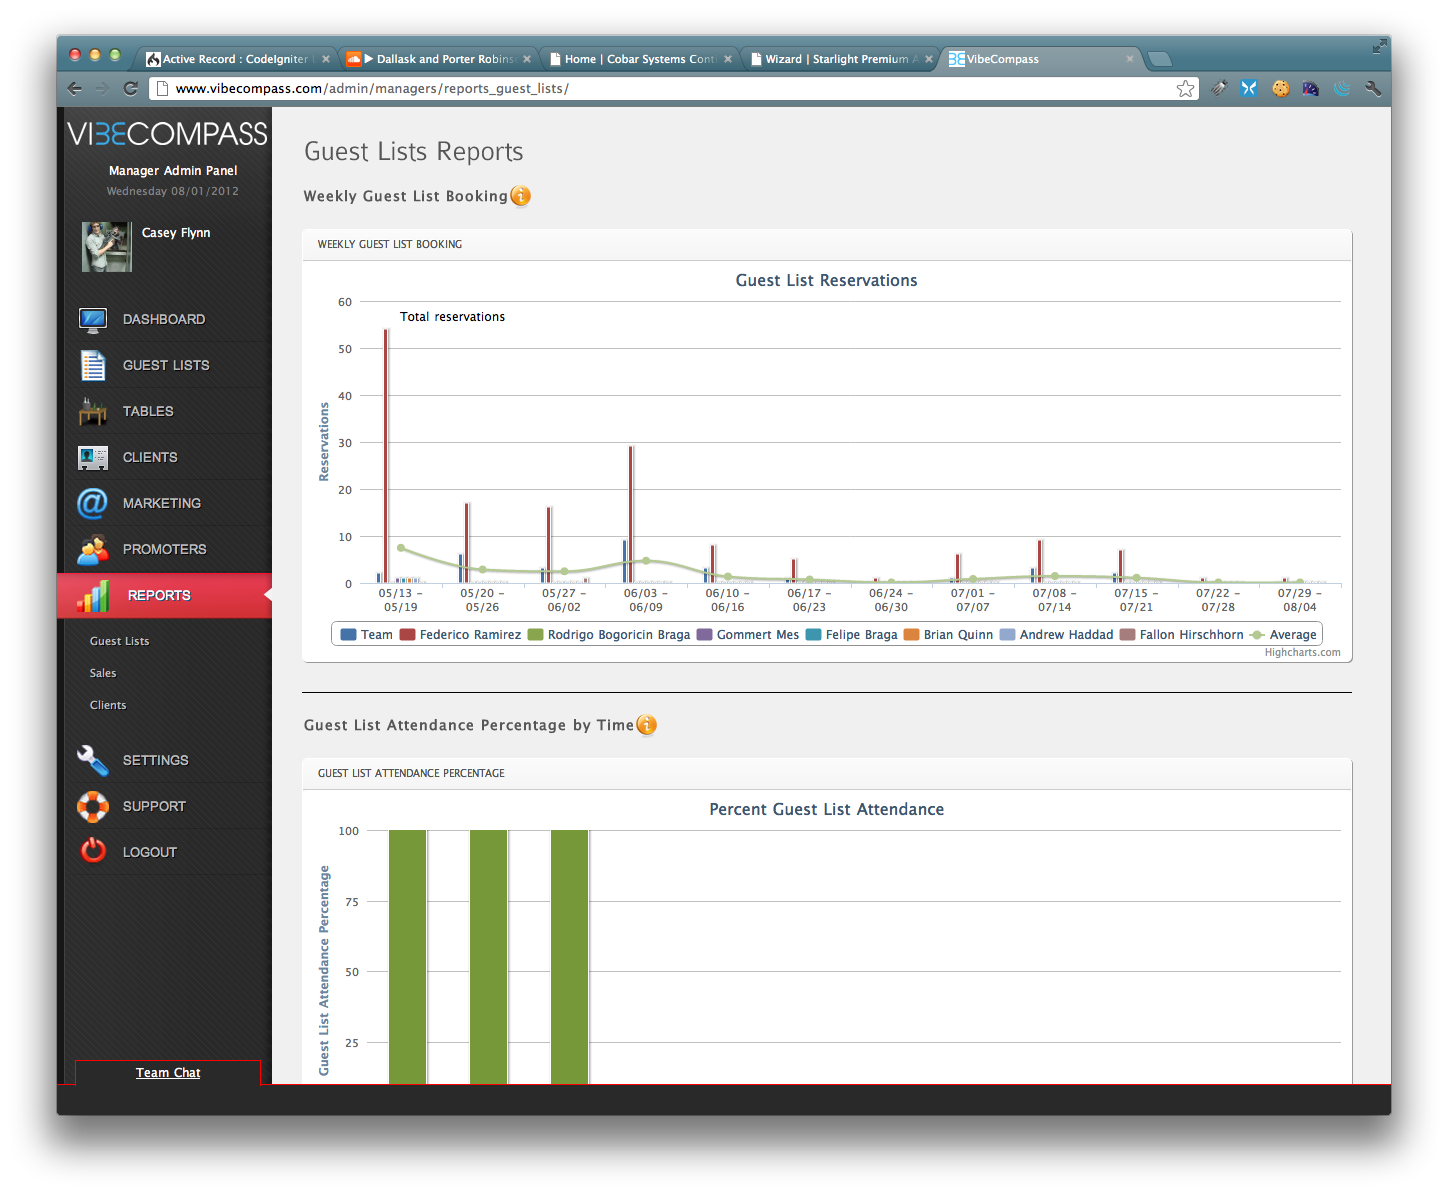 Active Record : CodeIgniter
Dallask and Porter Robins
Home | Cobar Systems Cont
Wizard | Starlight Premium A
VibeCompass
www.vibecompass.com/admin/managers/reports_guest_lists/
VIBECOMPASS
Manager Admin Panel
Wednesday 08/01/2012
Casey Flynn
DASHBOARD
GUEST LISTS
TABLES
CLIENTS
MARKETING
PROMOTERS
REPORTS
Guest Lists
Sales
Clients
SETTINGS
SUPPORT
LOGOUT
Team Chat
Guest Lists Reports
Weekly Guest List Booking
WEEKLY GUEST LIST BOOKING
Guest List Reservations
Total reservations
Reservations
60
50
40
30
20
10
0
05/13 –
05/19
05/20 –
05/26
05/27 –
06/02
06/03 –
06/09
06/10 –
06/16
06/17 –
06/23
06/24 –
06/30
07/01 –
07/07
07/08 –
07/14
07/15 –
07/21
07/22 –
07/28
07/29 –
08/04
Team Federico Ramirez Rodrigo Bogoricin Braga Gommert Mes Felipe Braga Brian Quinn Andrew Haddad Fallon Hirschhorn Average
Highcharts.com
Guest List Attendance Percentage by Time
GUEST LIST ATTENDANCE PERCENTAGE
Percent Guest List Attendance
Guest List Attendance Percentage
100
75
50
25